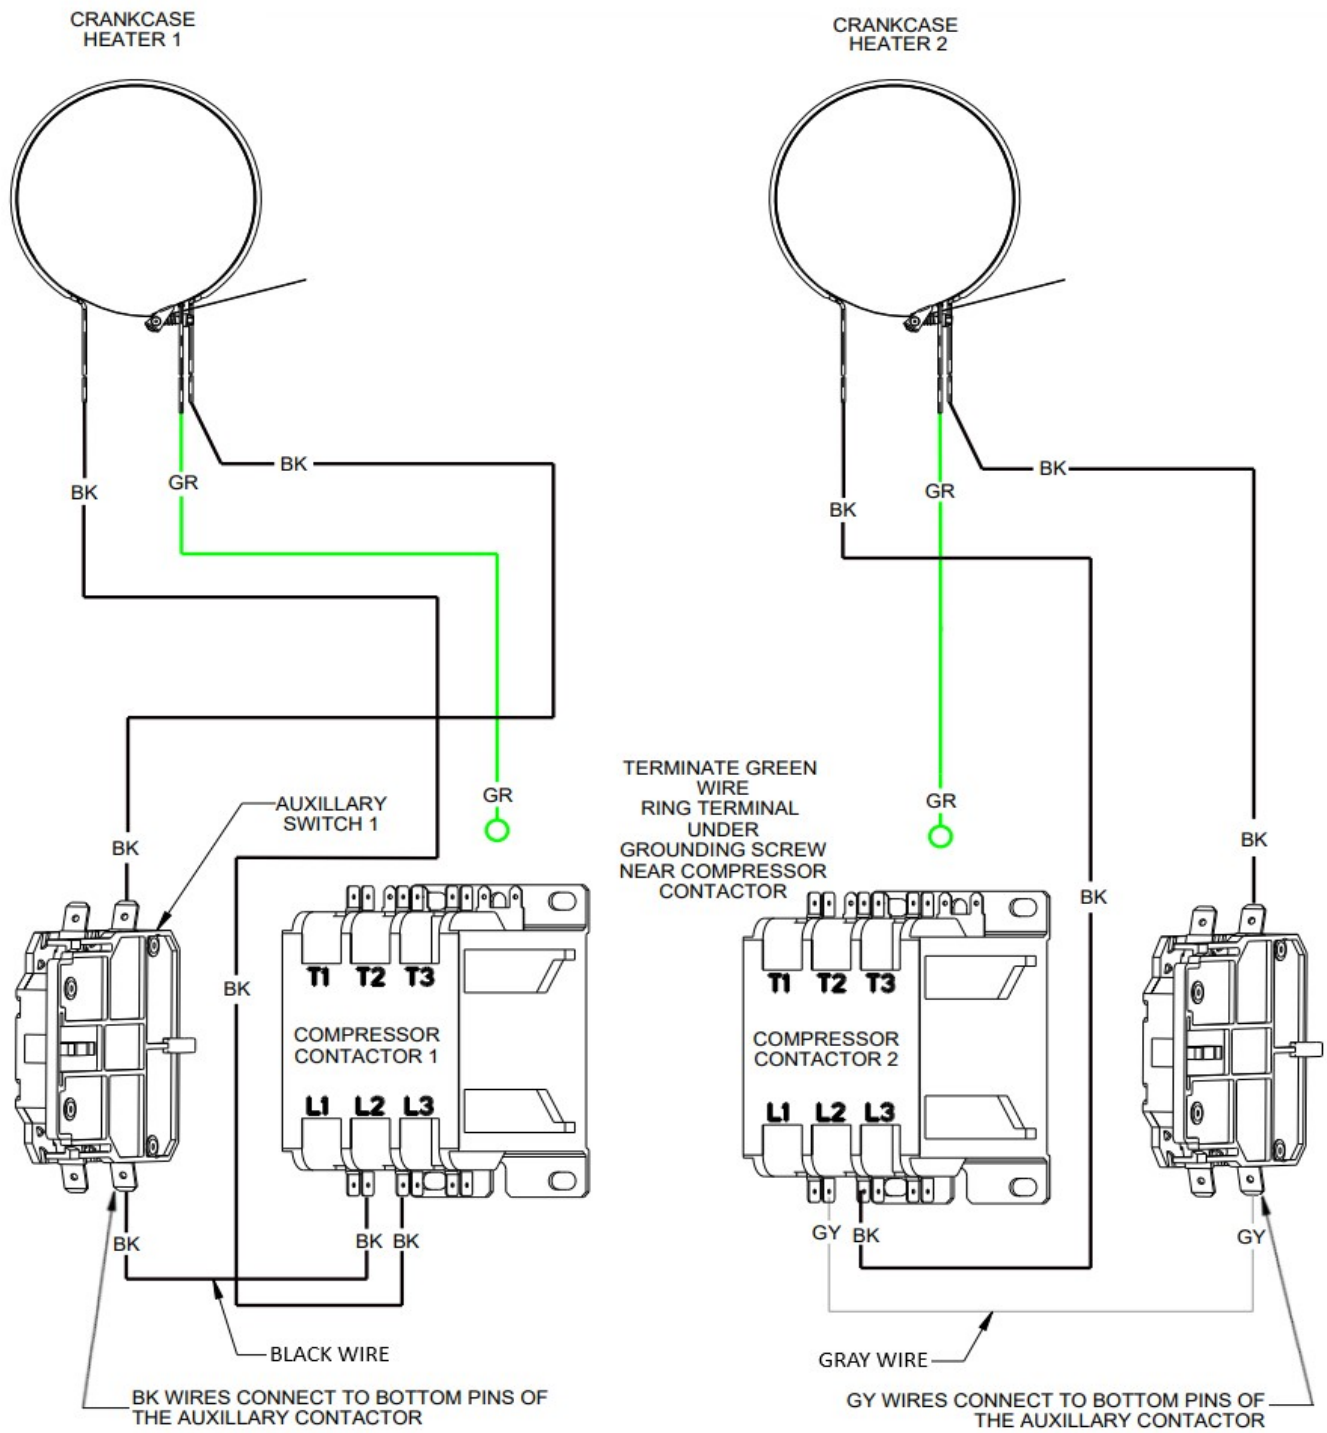 CRANKCASE
HEATER 1
CRANKCASE
HEATER 2
BK
BK
GR
BK
GR
BK
TERMINATE GREEN
WIRE
RING TERMINAL
UNDER
GROUNDING SCREW
NEAR COMPRESSOR
CONTACTOR
GR
GR
AUXILLARY
SWITCH 1
BK
BK
BK
BK
T1 T2 T3
T1 T2 T3
COMPRESSOR
CONTACTOR 1
COMPRESSOR
CONTACTOR 2
L1 L2 L3
L1 L2 L3
BK
BK BK
GY BK
GY
BLACK WIRE
GRAY WIRE
BK WIRES CONNECT TO BOTTOM PINS OF
THE AUXILLARY CONTACTOR
GY WIRES CONNECT TO BOTTOM PINS OF
THE AUXILLARY CONTACTOR